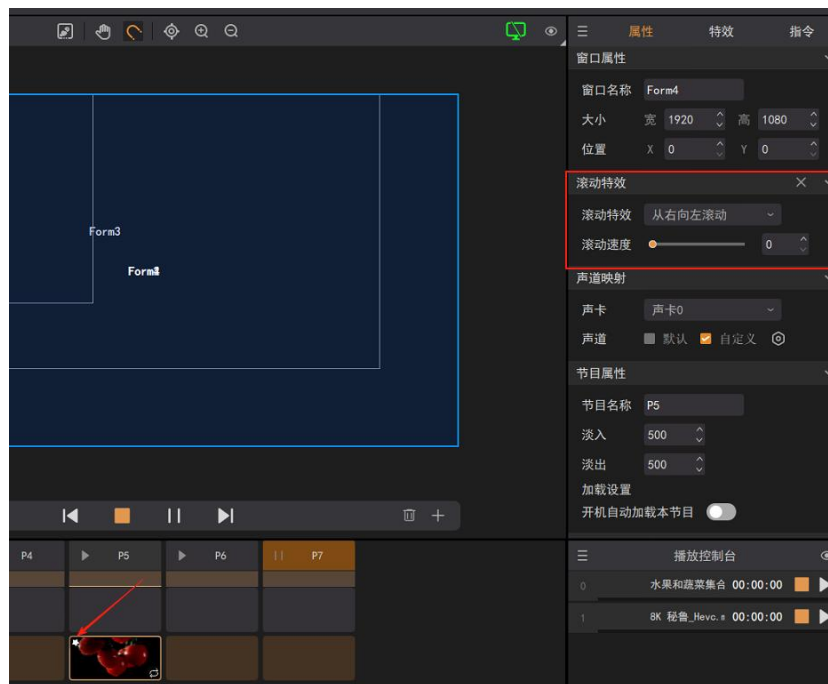 属性 特效 指令
窗口属性
窗口名称 Form4
大小 宽 1920 高 1080
位置 X 0 Y 0
滚动特效
滚动特效 从右向左滚动
滚动速度 0
声道映射
声卡 声卡0
声道 默认 自定义
节目属性
节目名称 P5
淡入 500
淡出 500
加载设置
开机自动加载本节目
Form3
P4 P5 P6 P7
播放控制台
0 水果和蔬菜集合 00:00:00
1 8K 秘鲁_Hevc. 00:00:00